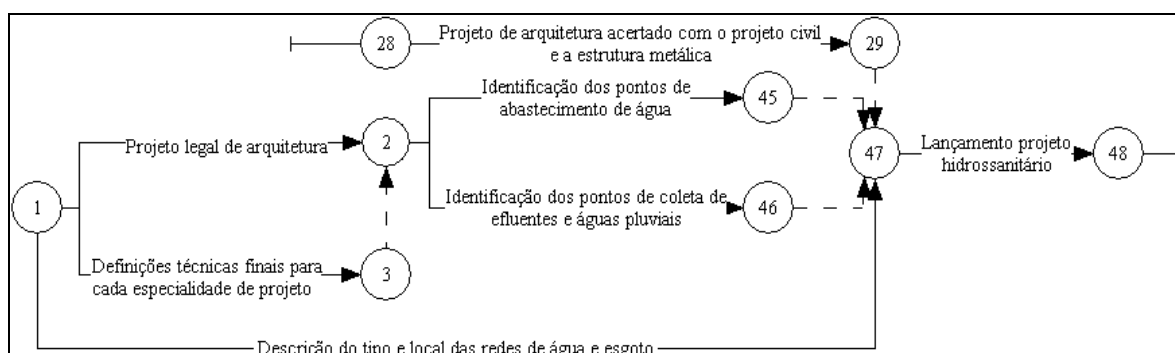 28
Projeto de arquitetura acertado com o projeto civil
e a estrutura metálica
29
Identificação dos pontos de
abastecimento de água
45
Projeto legal de arquitetura
2
47
Lançamento projeto
hidrossanitário
48
1
Identificação dos pontos de coleta de
efluentes e águas pluviais
46
Definições técnicas finais para
cada especialidade de projeto
3
Descrição do tipo e local das redes de água e esgoto